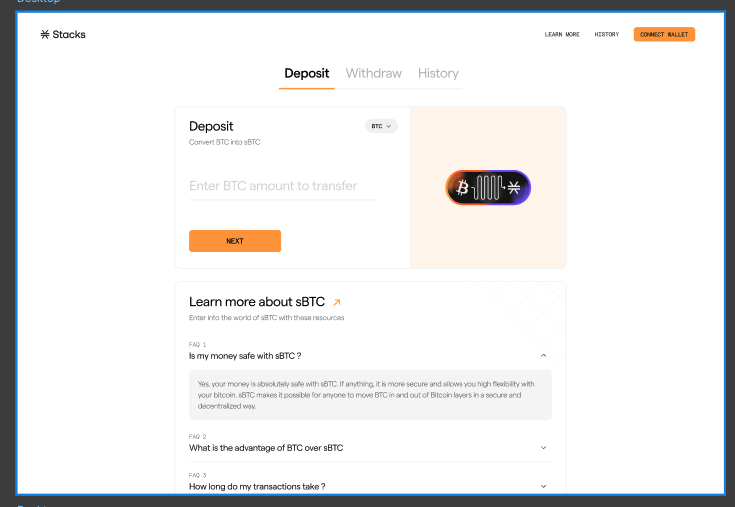 Desktop
Stacks
LEARN MORE HISTORY CONNECT WALLET
Deposit Withdraw History
Deposit
BTC
Convert BTC into sBTC
Enter BTC amount to transfer
NEXT
Learn more about sBTC
Enter into the world of sBTC with these resources
FAQ 1
Is my money safe with sBTC ?
Yes, your money is absolutely safe with sBTC. If anything, it is more secure and allows you high flexibility with
your bitcoin. sBTC makes it possible for anyone to move BTC in and out of Bitcoin layers in a secure and
decentralized way.
FAQ 2
What is the advantage of BTC over sBTC
FAQ 3
How long do my transactions take ?